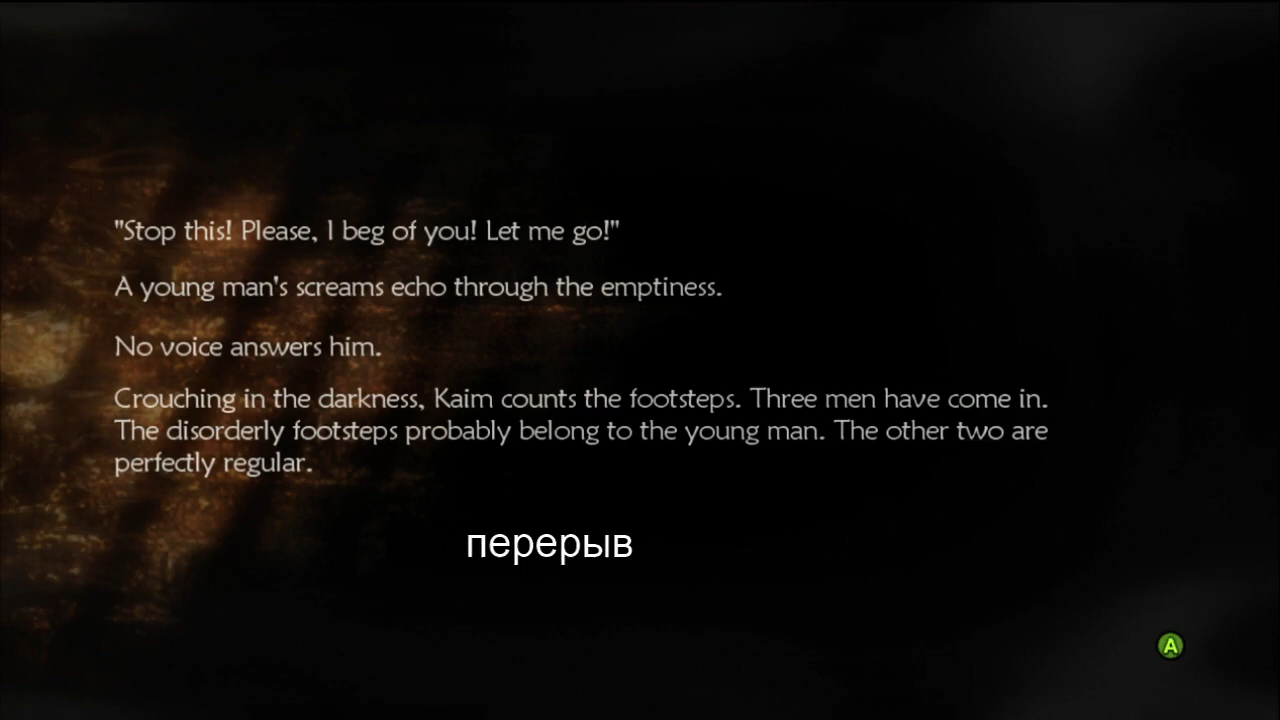 "Stop this! Please, I beg of you! Let me go!"
A young man's screams echo through the emptiness.
No voice answers him.
Crouching in the darkness, Kaim counts the footsteps. Three men have come in.
The disorderly footsteps probably belong to the young man. The other two are
perfectly regular.
перерыв
A